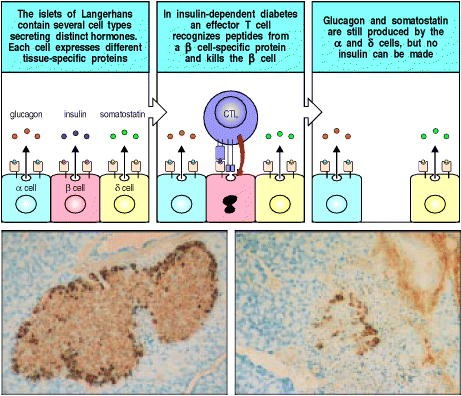 The islets of Langerhans
contain several cell types
secreting distinct hormones.
Each cell expresses different
tissue-specific proteins
In insulin-dependent diabetes
an effector T cell
recognizes peptides from
a β cell-specific protein
and kills the β cell
Glucagon and somatostatin
are still produced by the
α and δ cells, but no
insulin can be made
glucagon insulin somatostatin
CTL
α cell β cell δ cell